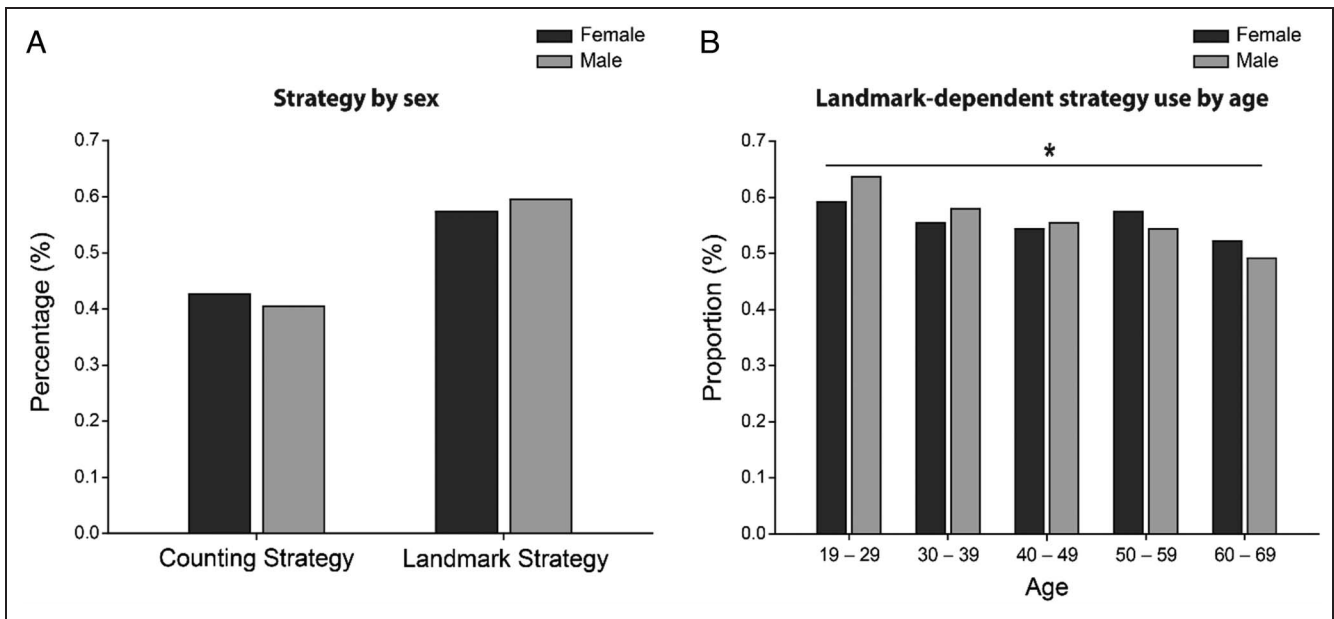 A
Female
Male
Strategy by sex
Percentage (%)
0.7
0.6
0.5
0.4
0.3
0.2
0.1
0.0
Counting Strategy Landmark Strategy
B
Female
Male
Landmark-dependent strategy use by age
Proportion (%)
0.7
0.6
0.5
0.4
0.3
0.2
0.1
0.0
*
19 – 29 30 – 39 40 – 49 50 – 59 60 – 69
Age